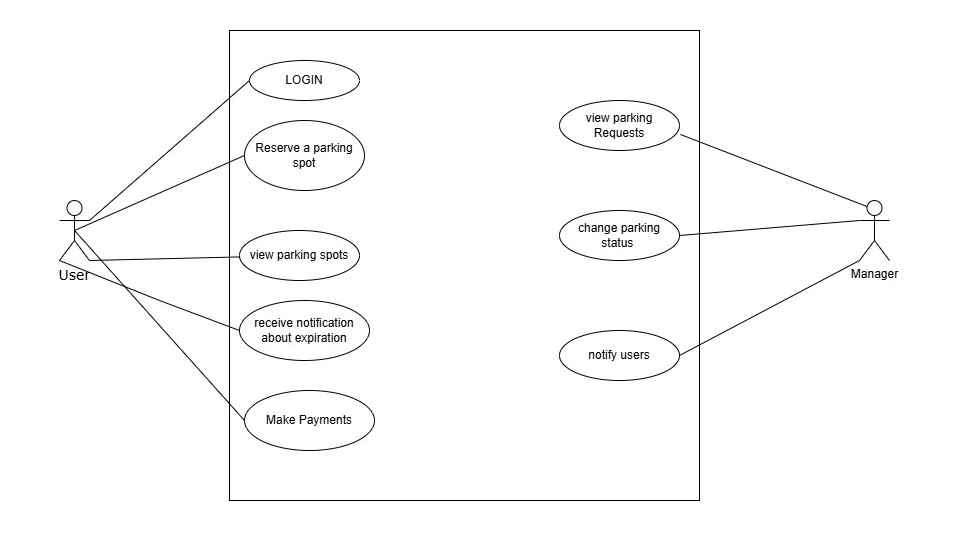 LOGIN
Reserve a parking
spot
view parking spots
receive notification
about expiration
Make Payments
User
view parking
Requests
change parking
status
notify users
Manager